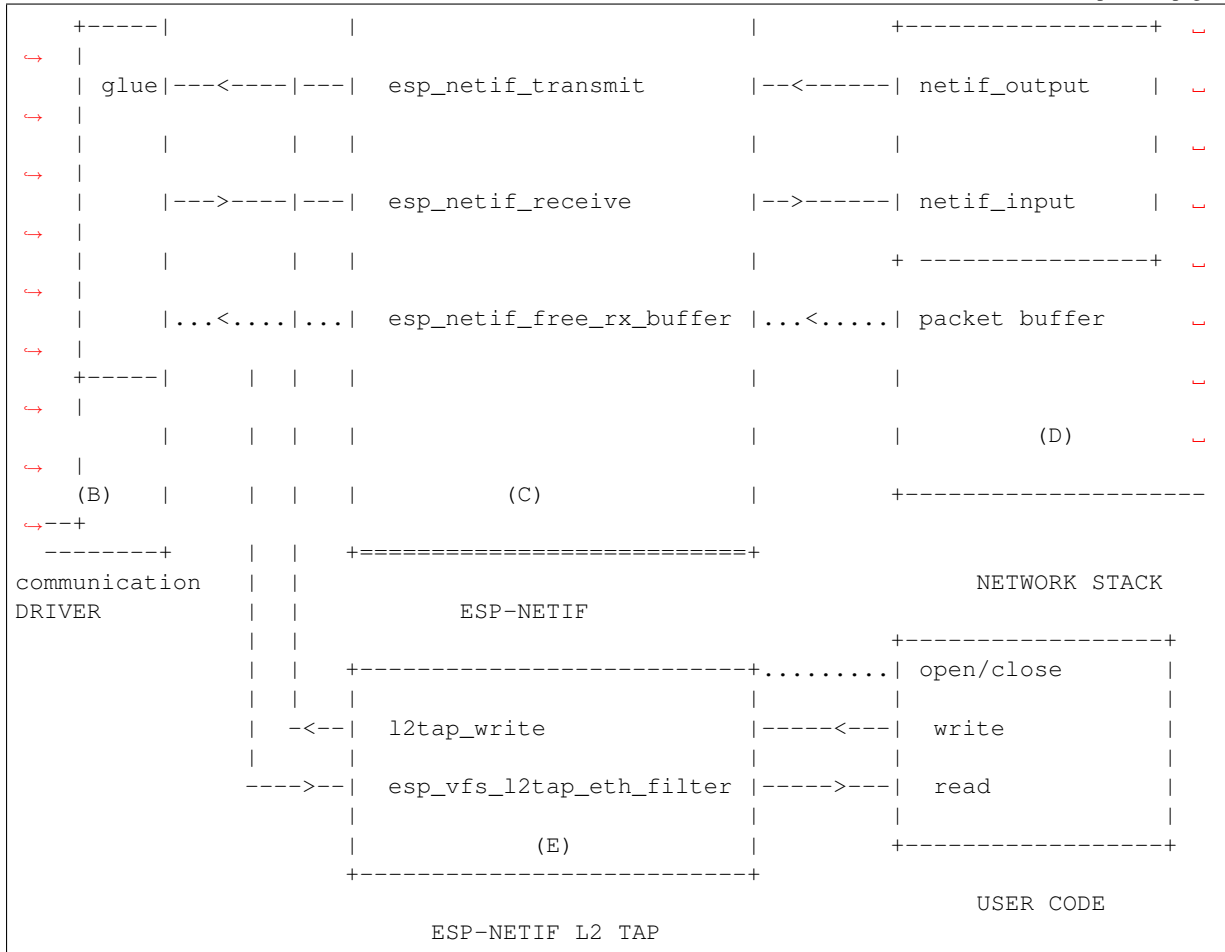 +-----| | +-----------------+ ␣
↪ |
| glue|---<----|---| esp_netif_transmit |--<------| netif_output | ␣
↪ |
| | | | | | | ␣
↪ |
| |--->----|---| esp_netif_receive |-->------| netif_input | ␣
↪ |
| | | | | + ----------------+ ␣
↪ |
| |...<....|...| esp_netif_free_rx_buffer |...<.....| packet buffer ␣
↪ |
+-----| | | | | | ␣
↪ |
| | | | | | (D) ␣
↪ |
(B) | | | | (C) | +---------------------
↪--+
--------+ | | +===========================+
communication | | NETWORK STACK
DRIVER | | ESP-NETIF
| | +------------------+
| | +---------------------------+.........| open/close |
| | | | | |
| -<--| l2tap_write |-----<---| write |
| | | | |
---->--| esp_vfs_l2tap_eth_filter |----->---| read |
| | | |
| (E) | +------------------+
+---------------------------+
USER CODE
ESP-NETIF L2 TAP